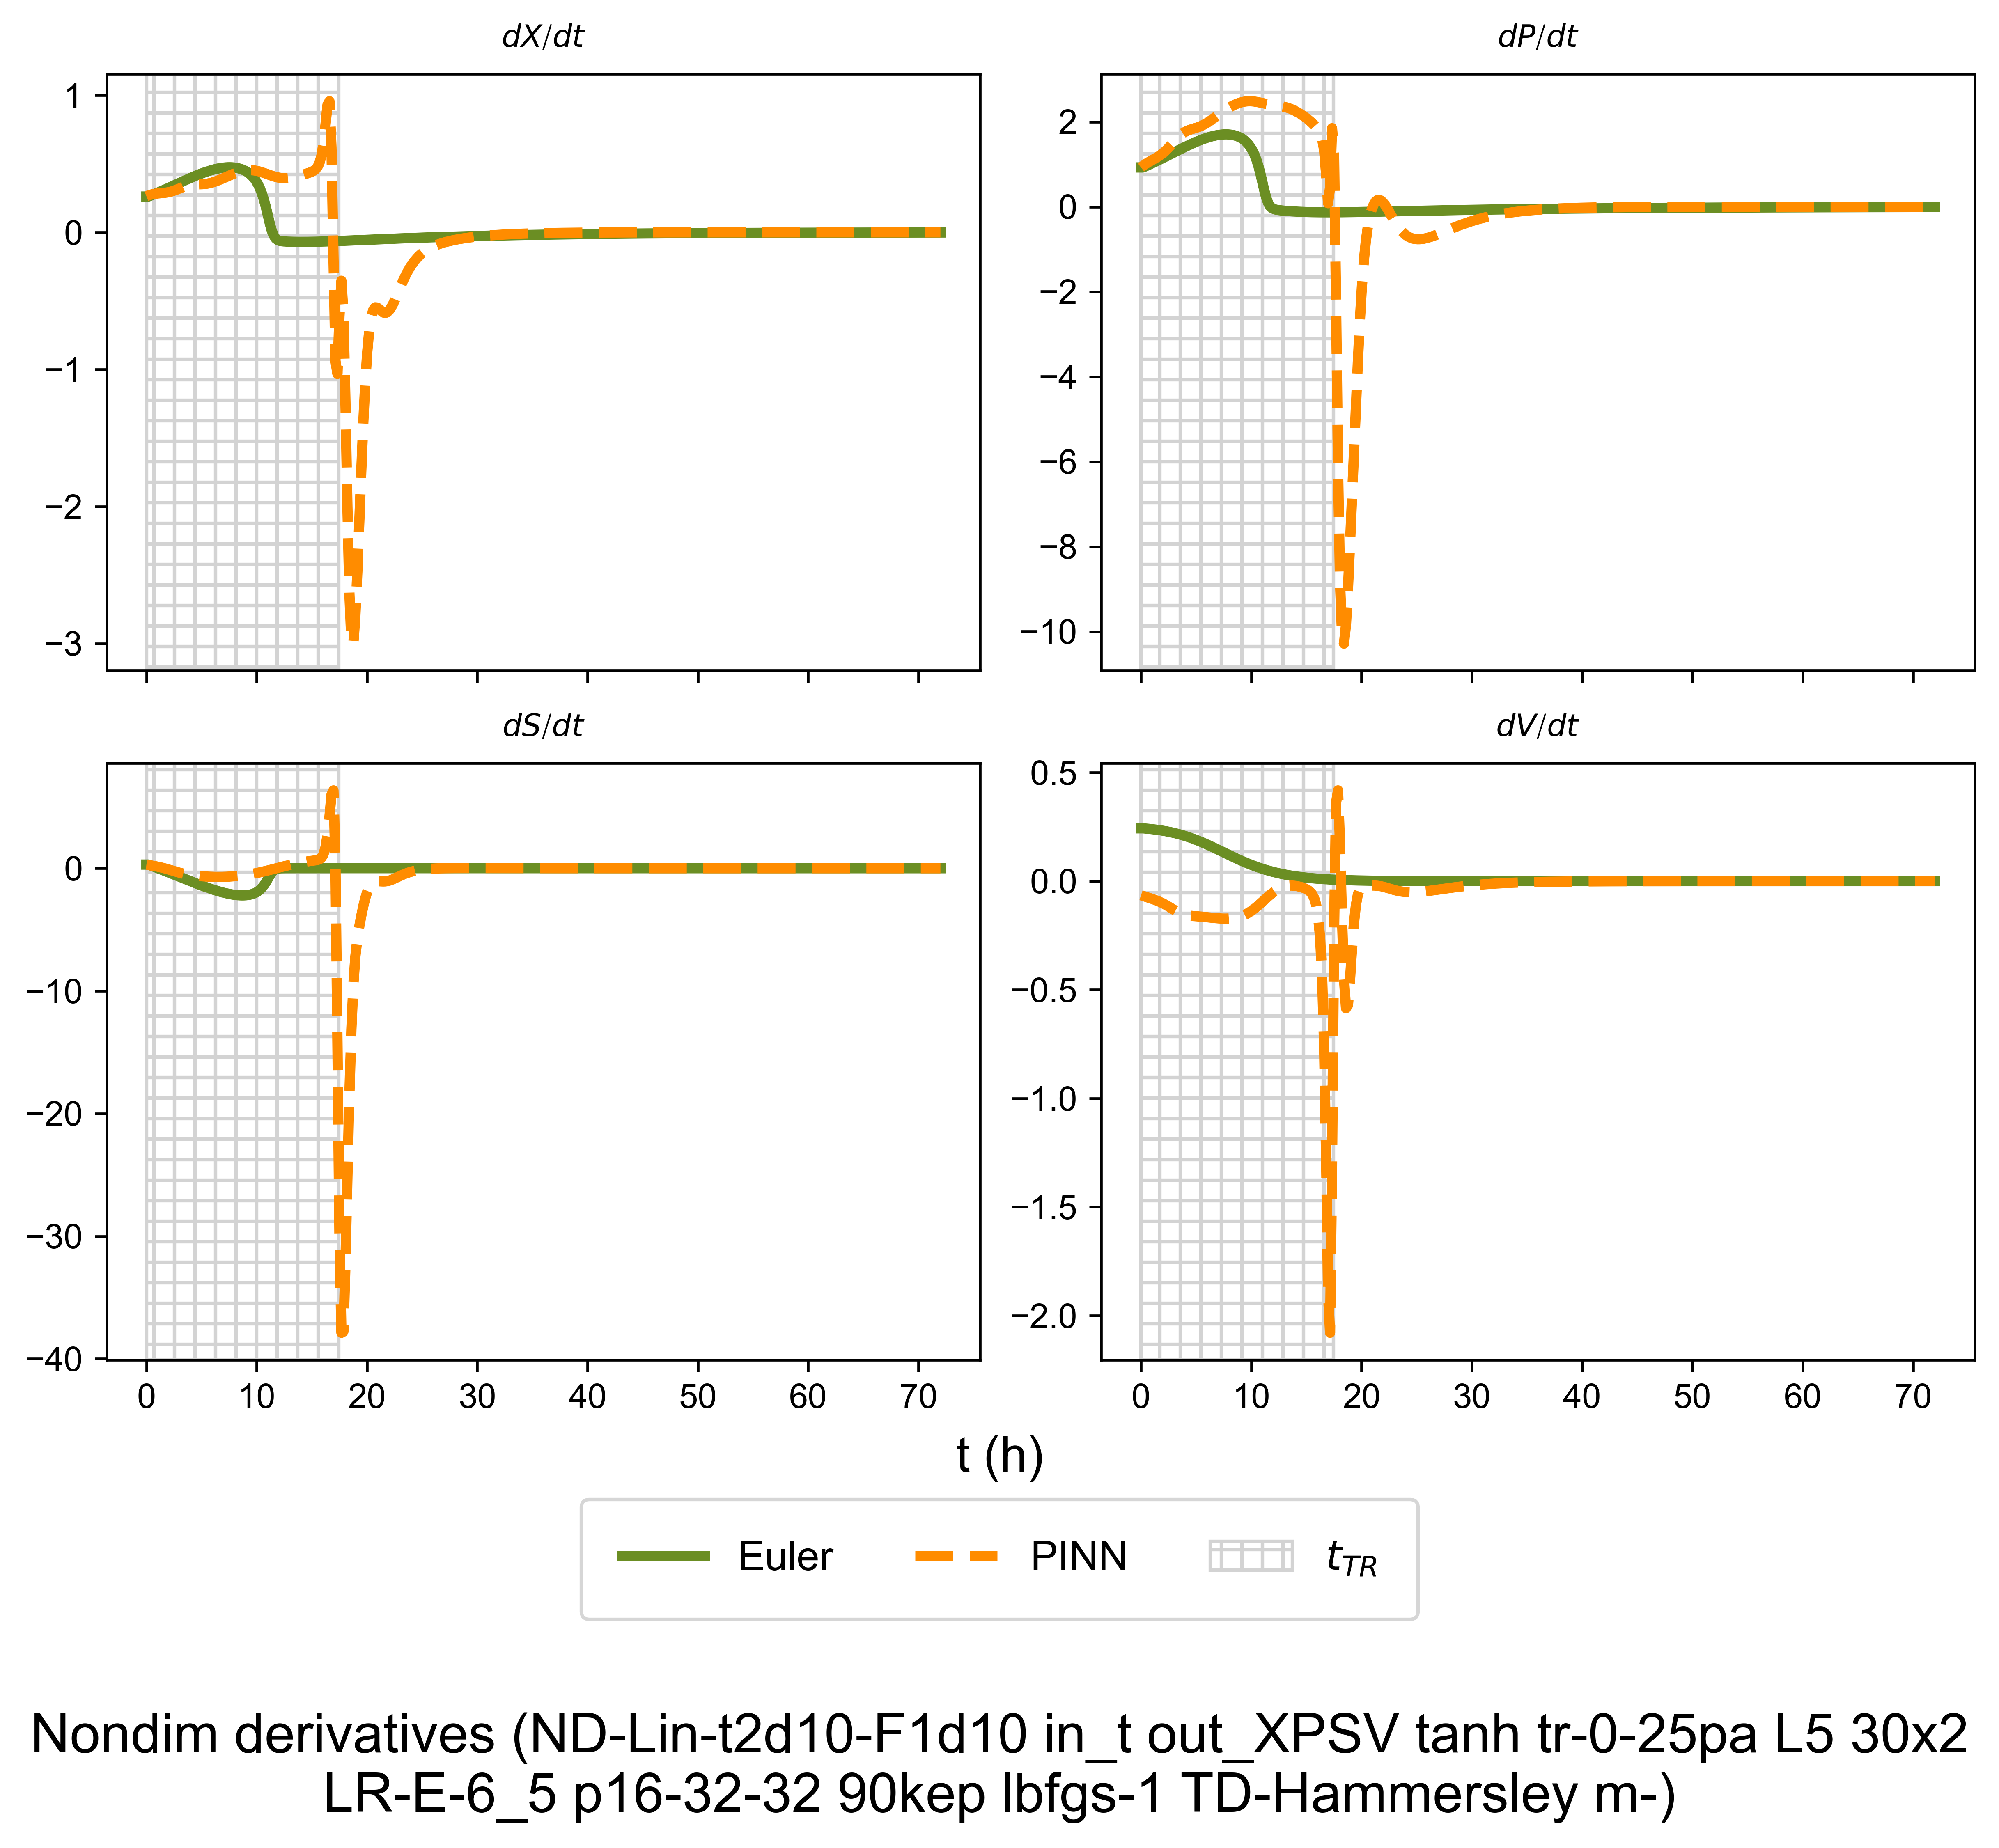 dX/dt
dP/dt
1
0
−1
−2
−3
2
0
−2
−4
−6
−8
−10
dS/dt
dV/dt
0
−10
−20
−30
−40
0 10 20 30 40 50 60 70
0.5
0.0
−0.5
−1.0
−1.5
−2.0
0 10 20 30 40 50 60 70
t (h)
Euler PINN t_TR
Nondim derivatives (ND-Lin-t2d10-F1d10 in_t out_XPSV tanh tr-0-25pa L5 30x2
LR-E-6_5 p16-32-32 90kep lbfgs-1 TD-Hammersley m-)